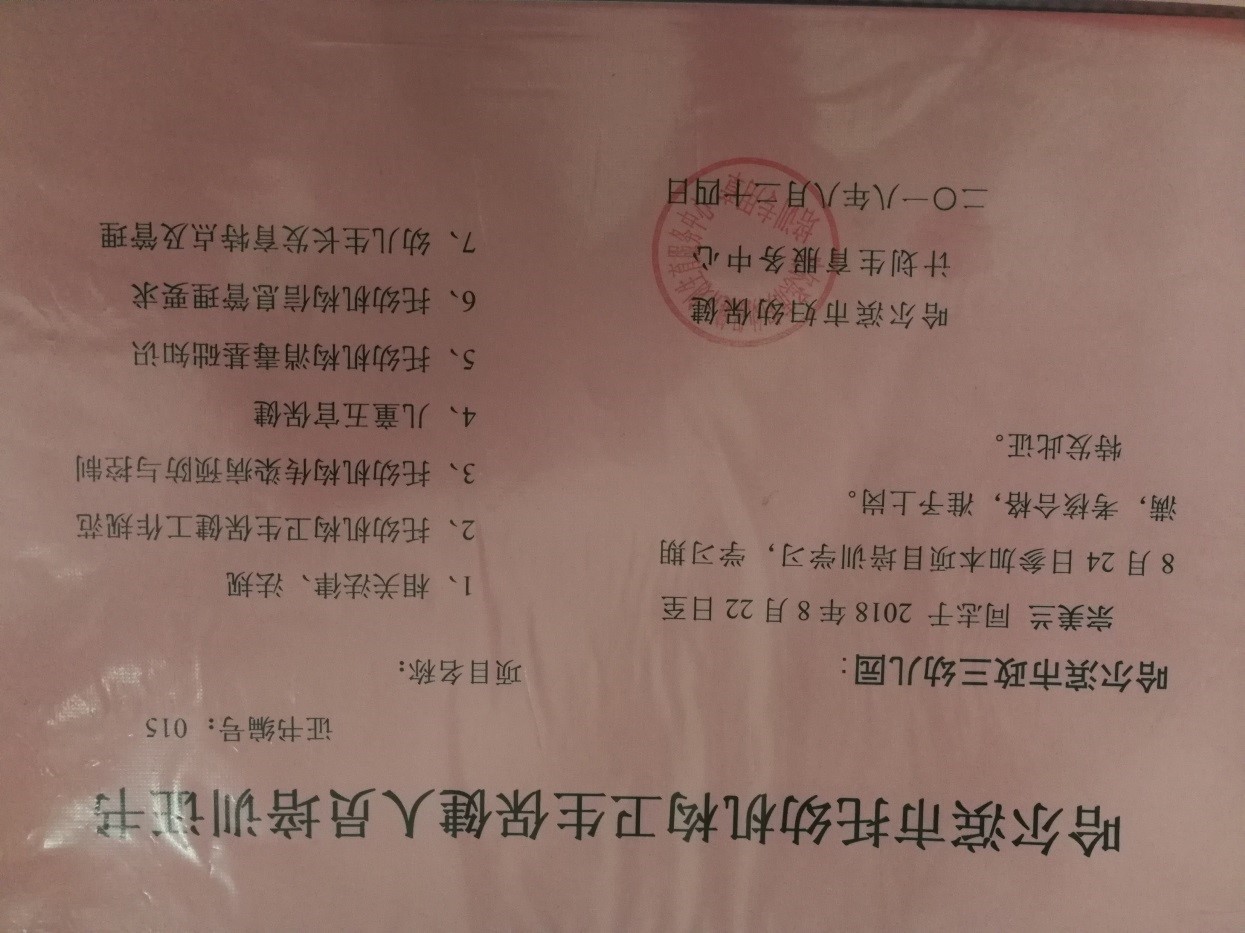 哈尔滨市托幼机构卫生保健人员培训证书
证书编号：015
哈尔滨市政三幼儿园：
宗美兰 同志于 2018 年 8 月 22 日至
8 月 24 日参加本项目培训学习，学习期
满，考核合格，准予上岗。
特发此证。
哈尔滨市妇幼保健
计划生育服务中心
二〇一八年八月二十四日
项目名称：
1、相关法律、法规
2、托幼机构卫生保健工作规范
3、托幼机构传染病预防与控制
4、儿童五官保健
5、托幼机构消毒基础知识
6、托幼机构信息管理要求
7、幼儿生长发育特点及管理
培训专用章